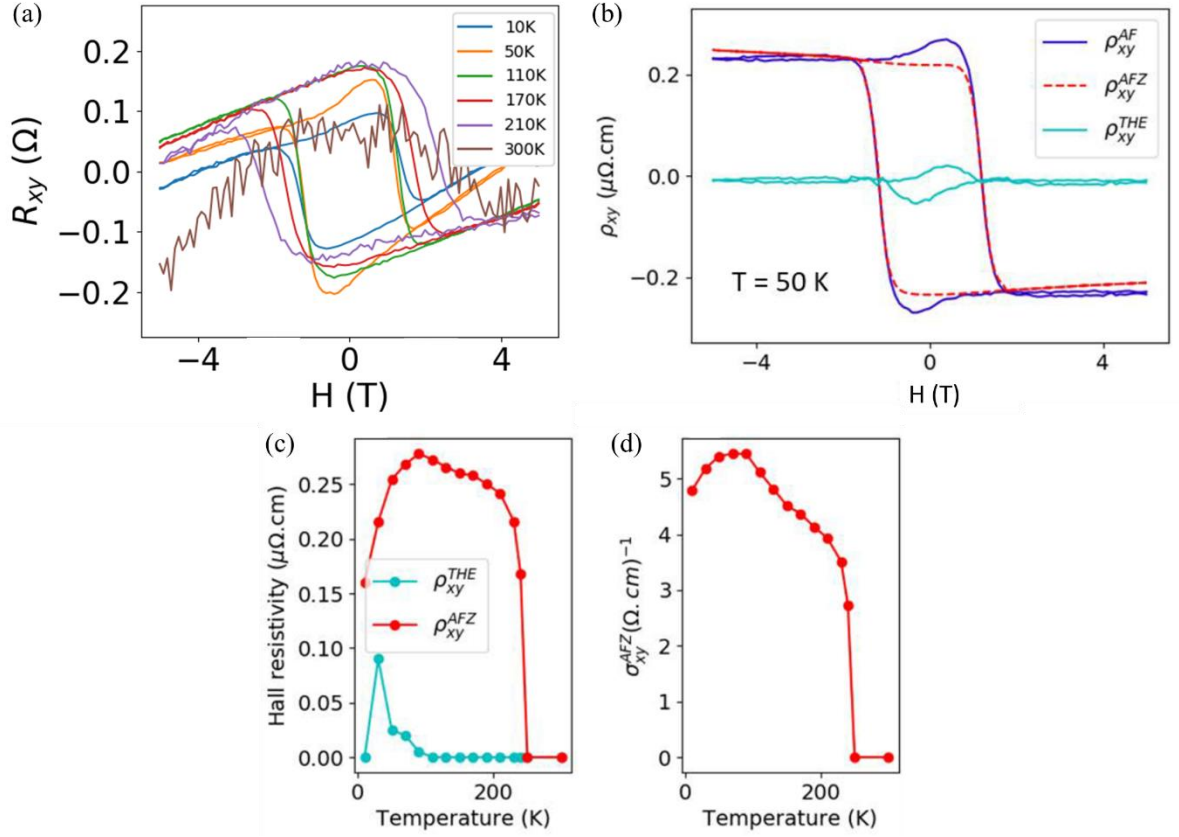 (a)
R_xy (Ω)
0.2
0.1
0.0
−0.1
−0.2
−4
0
4
H (T)
10K
50K
110K
170K
210K
300K
(b)
ρ_xy (μΩ.cm)
0.2
0.0
−0.2
−4
0
4
H (T)
ρ_xy^AF
ρ_xy^AFZ
ρ_xy^THE
T = 50 K
(c)
Hall resistivity (μΩ.cm)
0.25
0.20
0.15
0.10
0.05
0.00
0
200
Temperature (K)
ρ_xy^THE
ρ_xy^AFZ
(d)
σ_xy^AFZ(Ω.cm)^−1
5
4
3
2
1
0
0
200
Temperature (K)